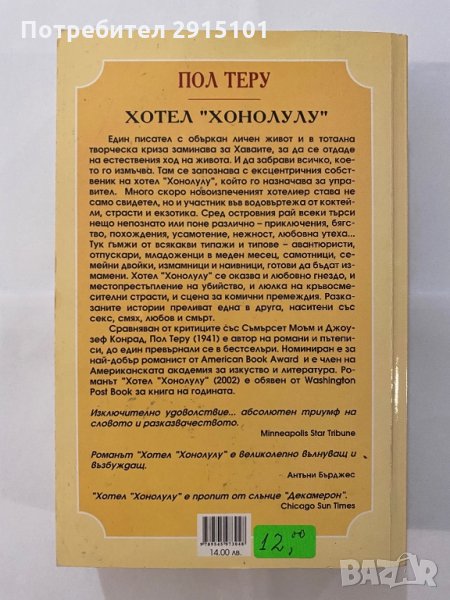 Потребител 2915101
ПОЛ ТЕРУ
ХОТЕЛ "ХОНОЛУЛУ"
Един писател с объркан личен живот и в тотална
творческа криза заминава за Хаваите, за да се отдаде
на естествения ход на живота. И да забрави всичко, кое-
то го измъчва. Там се запознава с ексцентричния собст-
веник на хотел "Хонолулу", който го назначава за упра-
вител. Много скоро новоизпеченият хотелиер става не
само свидетел, но и участник във водовъртежа от коктей-
ли, страсти и екзотика. Сред островния рай всеки търси
нещо непознато или поне различно – приключения, бяг-
ство, похождения, усамотение, нежност, любовна утеха...
Тук гъмжи от всякакви типажи и типове – авантюристи,
отпускари, младоженци в меден месец, самотници, се-
мейни двойки, измамници и наивници, готови да бъдат из-
мамени. Хотел "Хонолулу" се оказва и любовно гнездо, и
местопрестъпление на убийство, и люлка на кръвосме-
сителни страсти, и сцена за комични премеждия. Разка-
заните истории преливат една в друга, наситени със
секс, смях, любов и смърт.
Сравняван от критиците със Съмърсет Моъм и Джоу-
зеф Конрад, Пол Теру (1941) е автор на романи и пътепи-
си, до един превърнали се в бестселъри. Номиниран е за
най-добър романист от American Book Award и е член на
Американската академия за изкуство и литература. Ро-
манът "Хотел "Хонолулу" (2002) е обявен от Washington
Post Book за книга на годината.
Изключително удоволствие... абсолютен триумф на
словото и разказвачеството.
Minneapolis Star Tribune
Романът "Хотел "Хонолулу" е великолепно вълнуващ и
възбуждащ.
Антъни Бърджес
"Хотел "Хонолулу" е пропит от слънце "Декамерон".
Chicago Sun Times
14.00 лв.
12,00
BAZAR